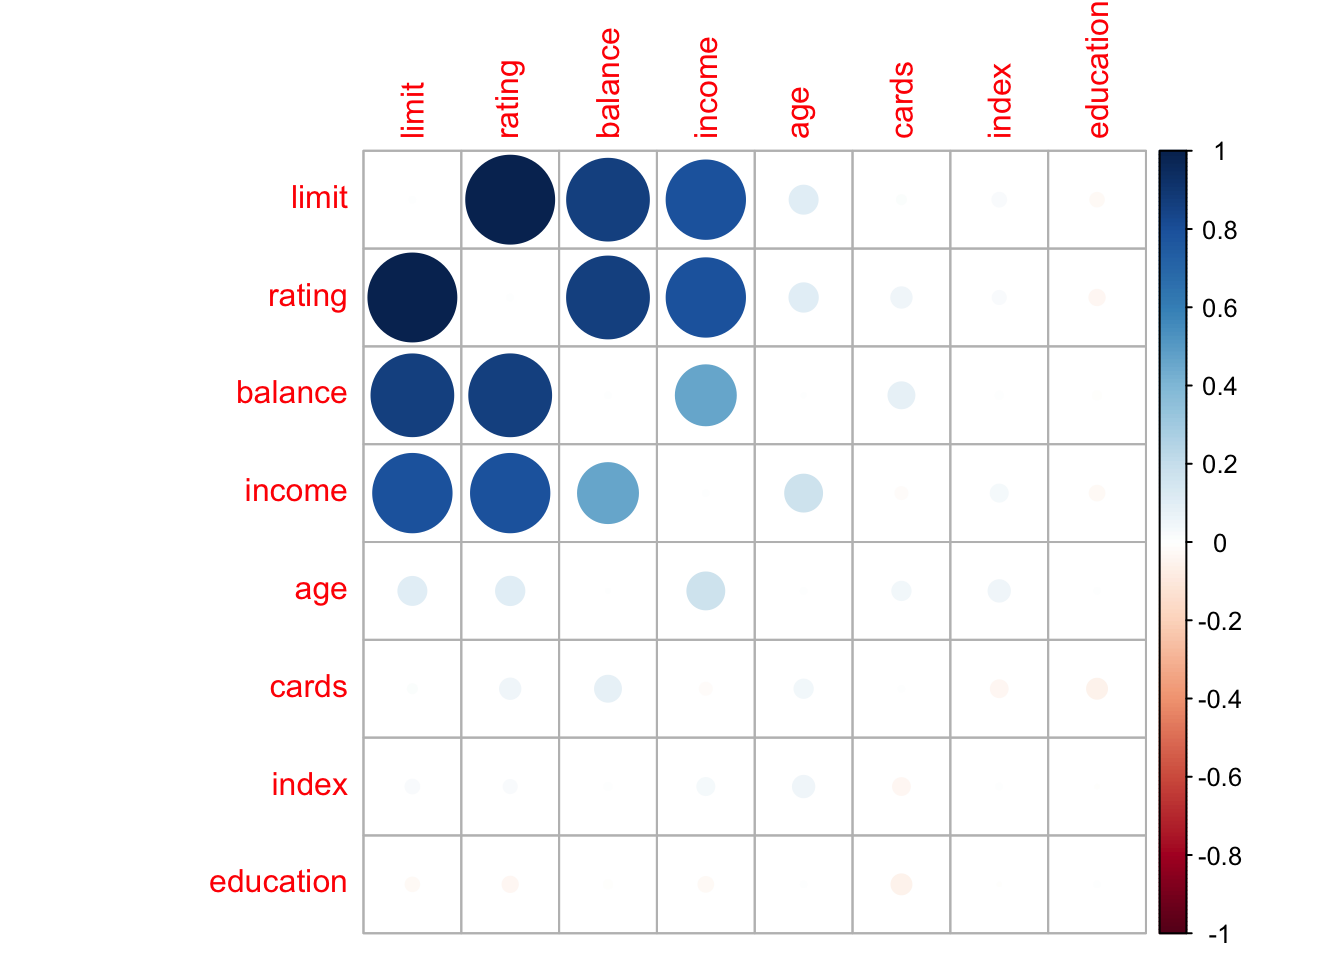 limit
rating
balance
income
age
cards
index
education
limit
rating
balance
income
age
cards
index
education
1
0.8
0.6
0.4
0.2
0
-0.2
-0.4
-0.6
-0.8
-1